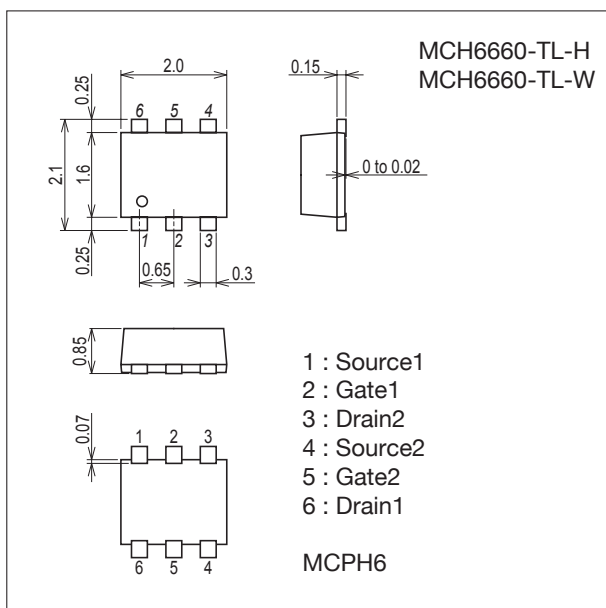 MCH6660-TL-H
MCH6660-TL-W
2.0
0.15
0.25
6 5 4
2.1
1.6
0 to 0.02
0.25
1 2 3
0.65
0.3
0.85
1 : Source1
2 : Gate1
3 : Drain2
4 : Source2
5 : Gate2
6 : Drain1
0.07
1 2 3
6 5 4
MCPH6